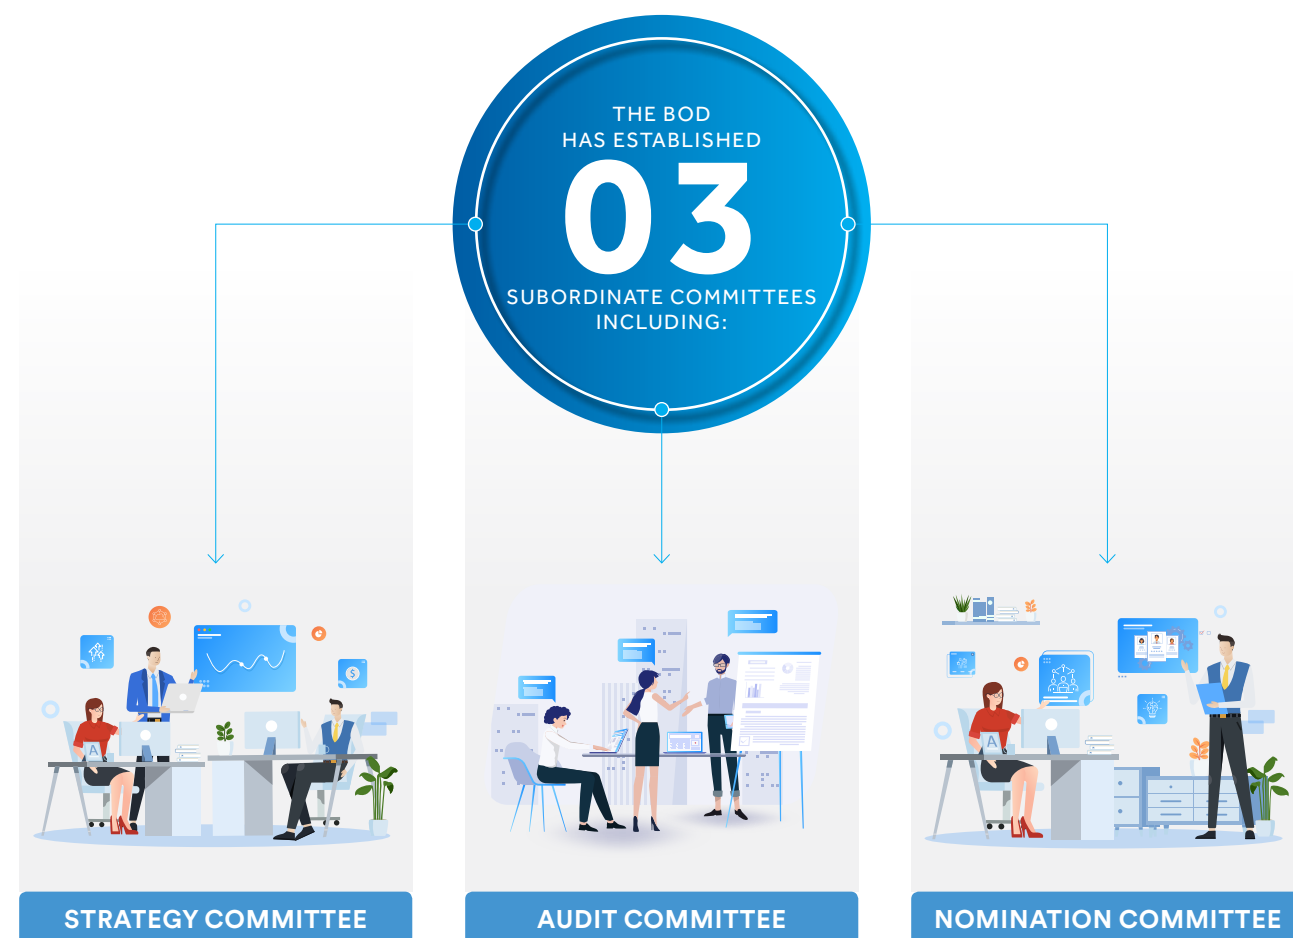 THE BOD
HAS ESTABLISHED
03
SUBORDINATE COMMITTEES
INCLUDING:
A
A
STRATEGY COMMITTEE
AUDIT COMMITTEE
NOMINATION COMMITTEE